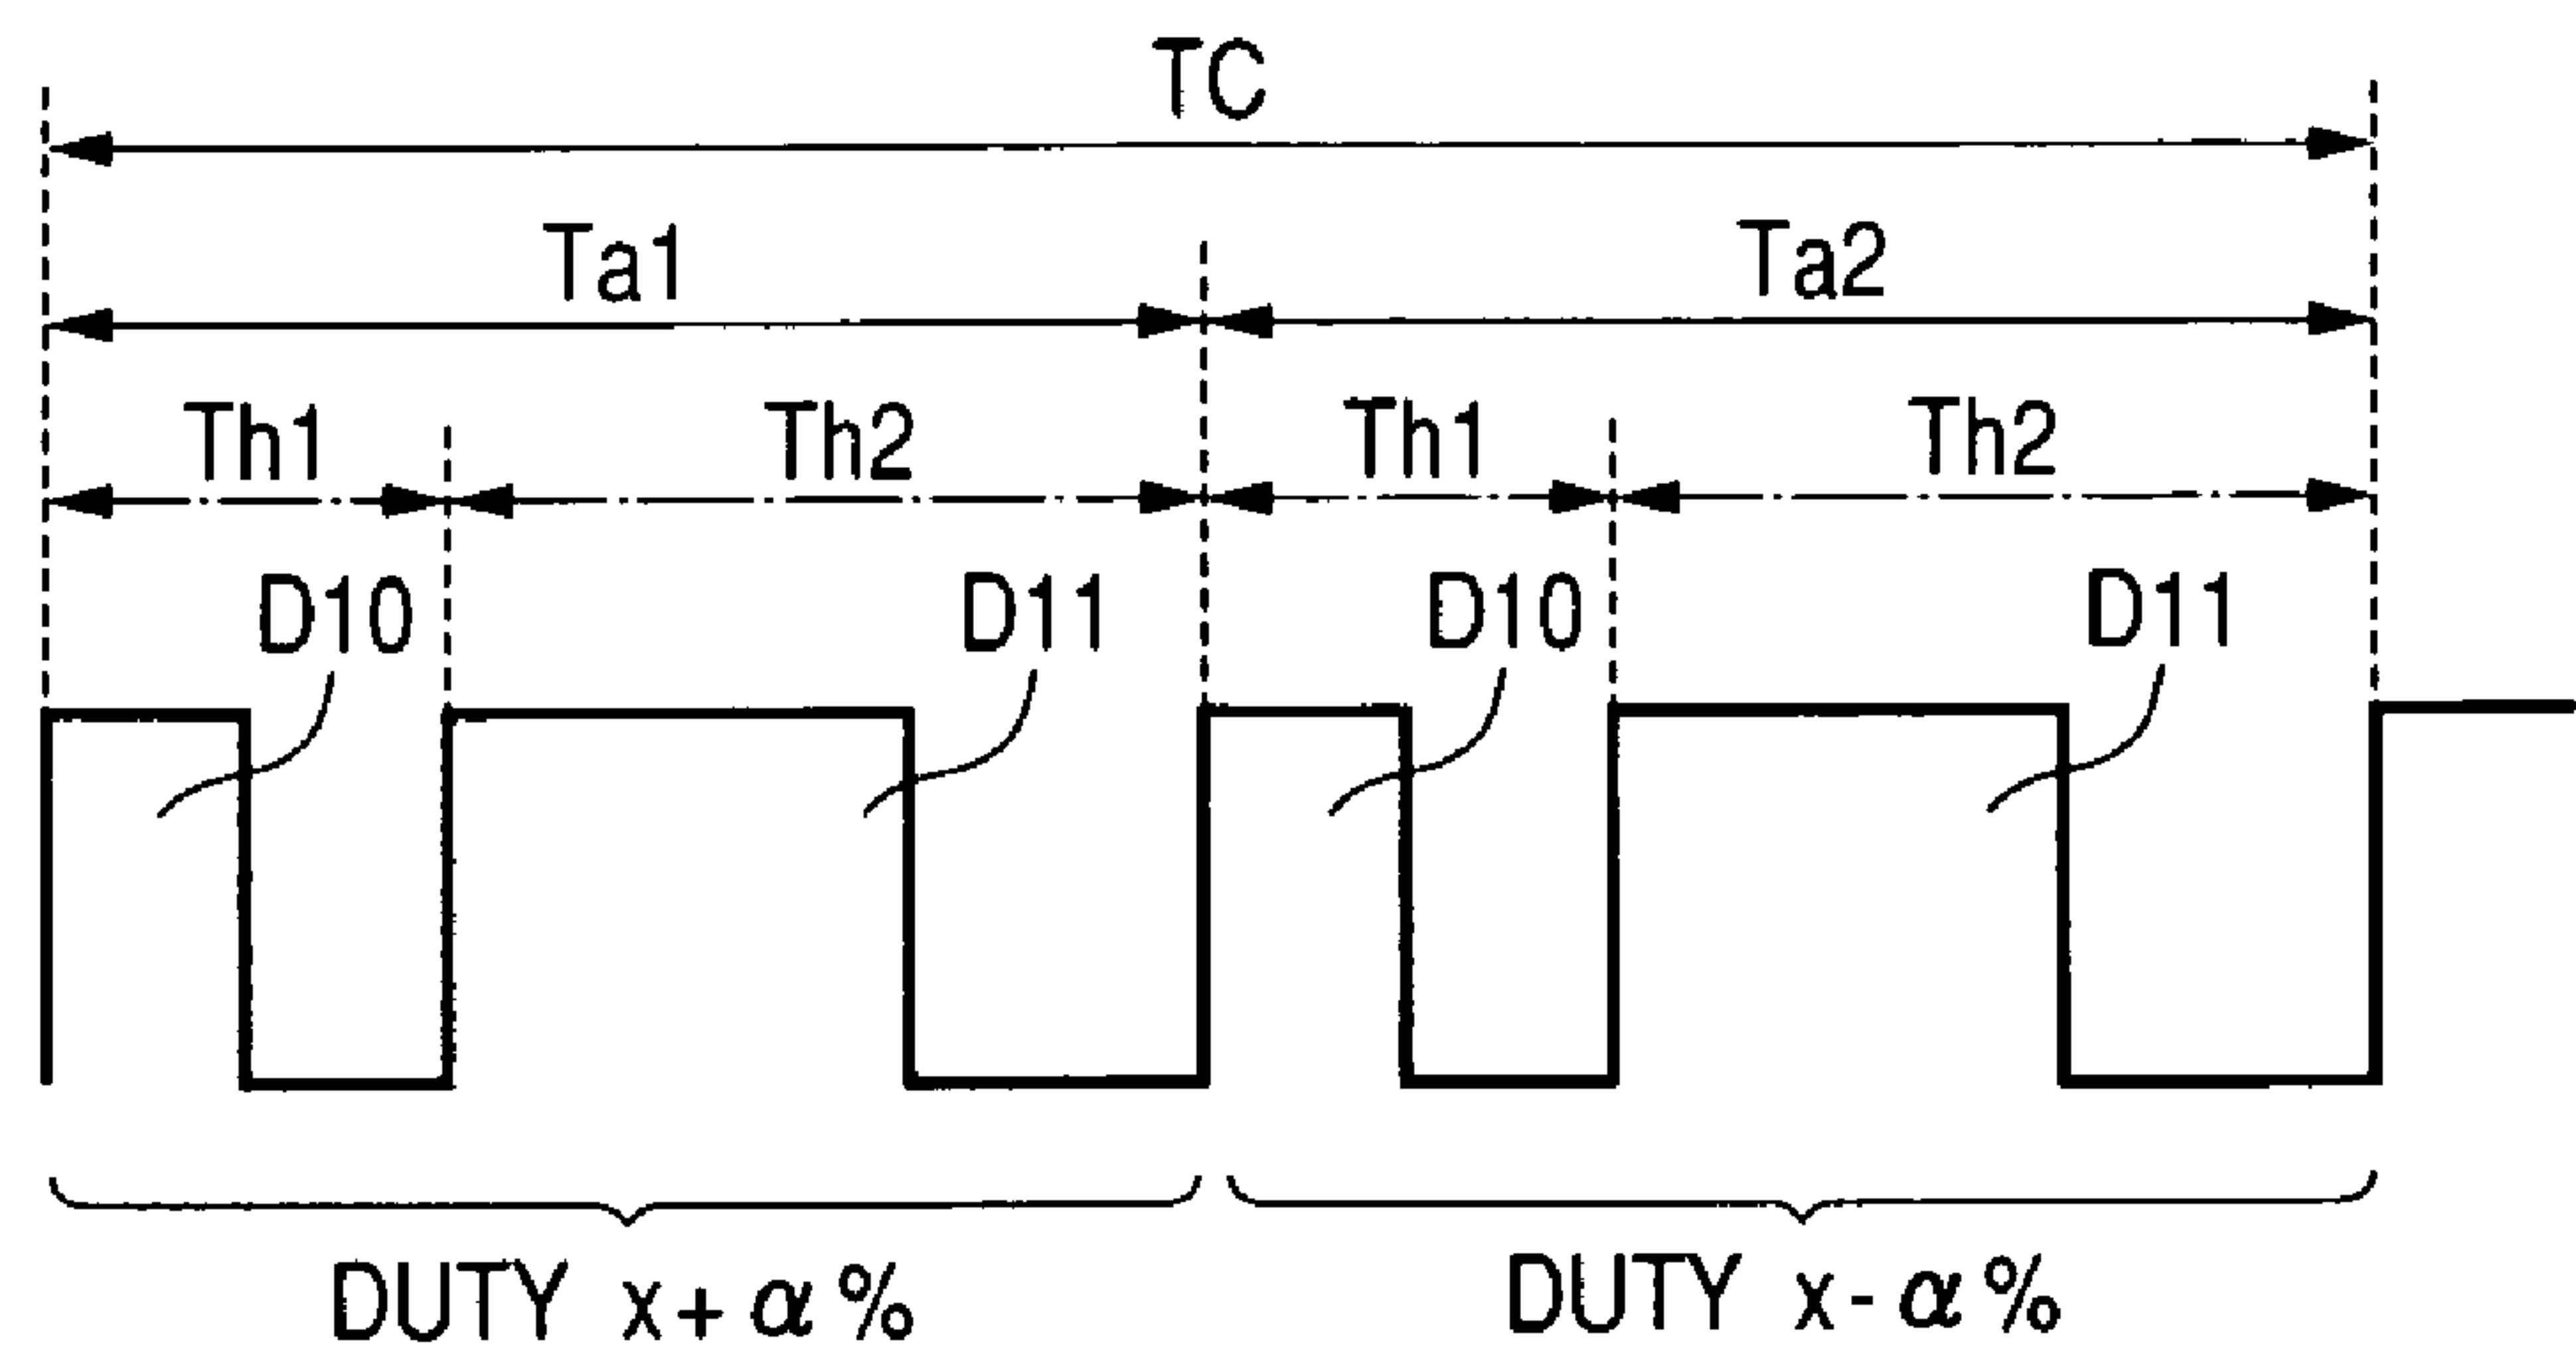 TC
Ta1 Ta2
Th1 Th2 Th1 Th2
D10 D11 D10 D11
DUTY x+α% DUTY x-α%